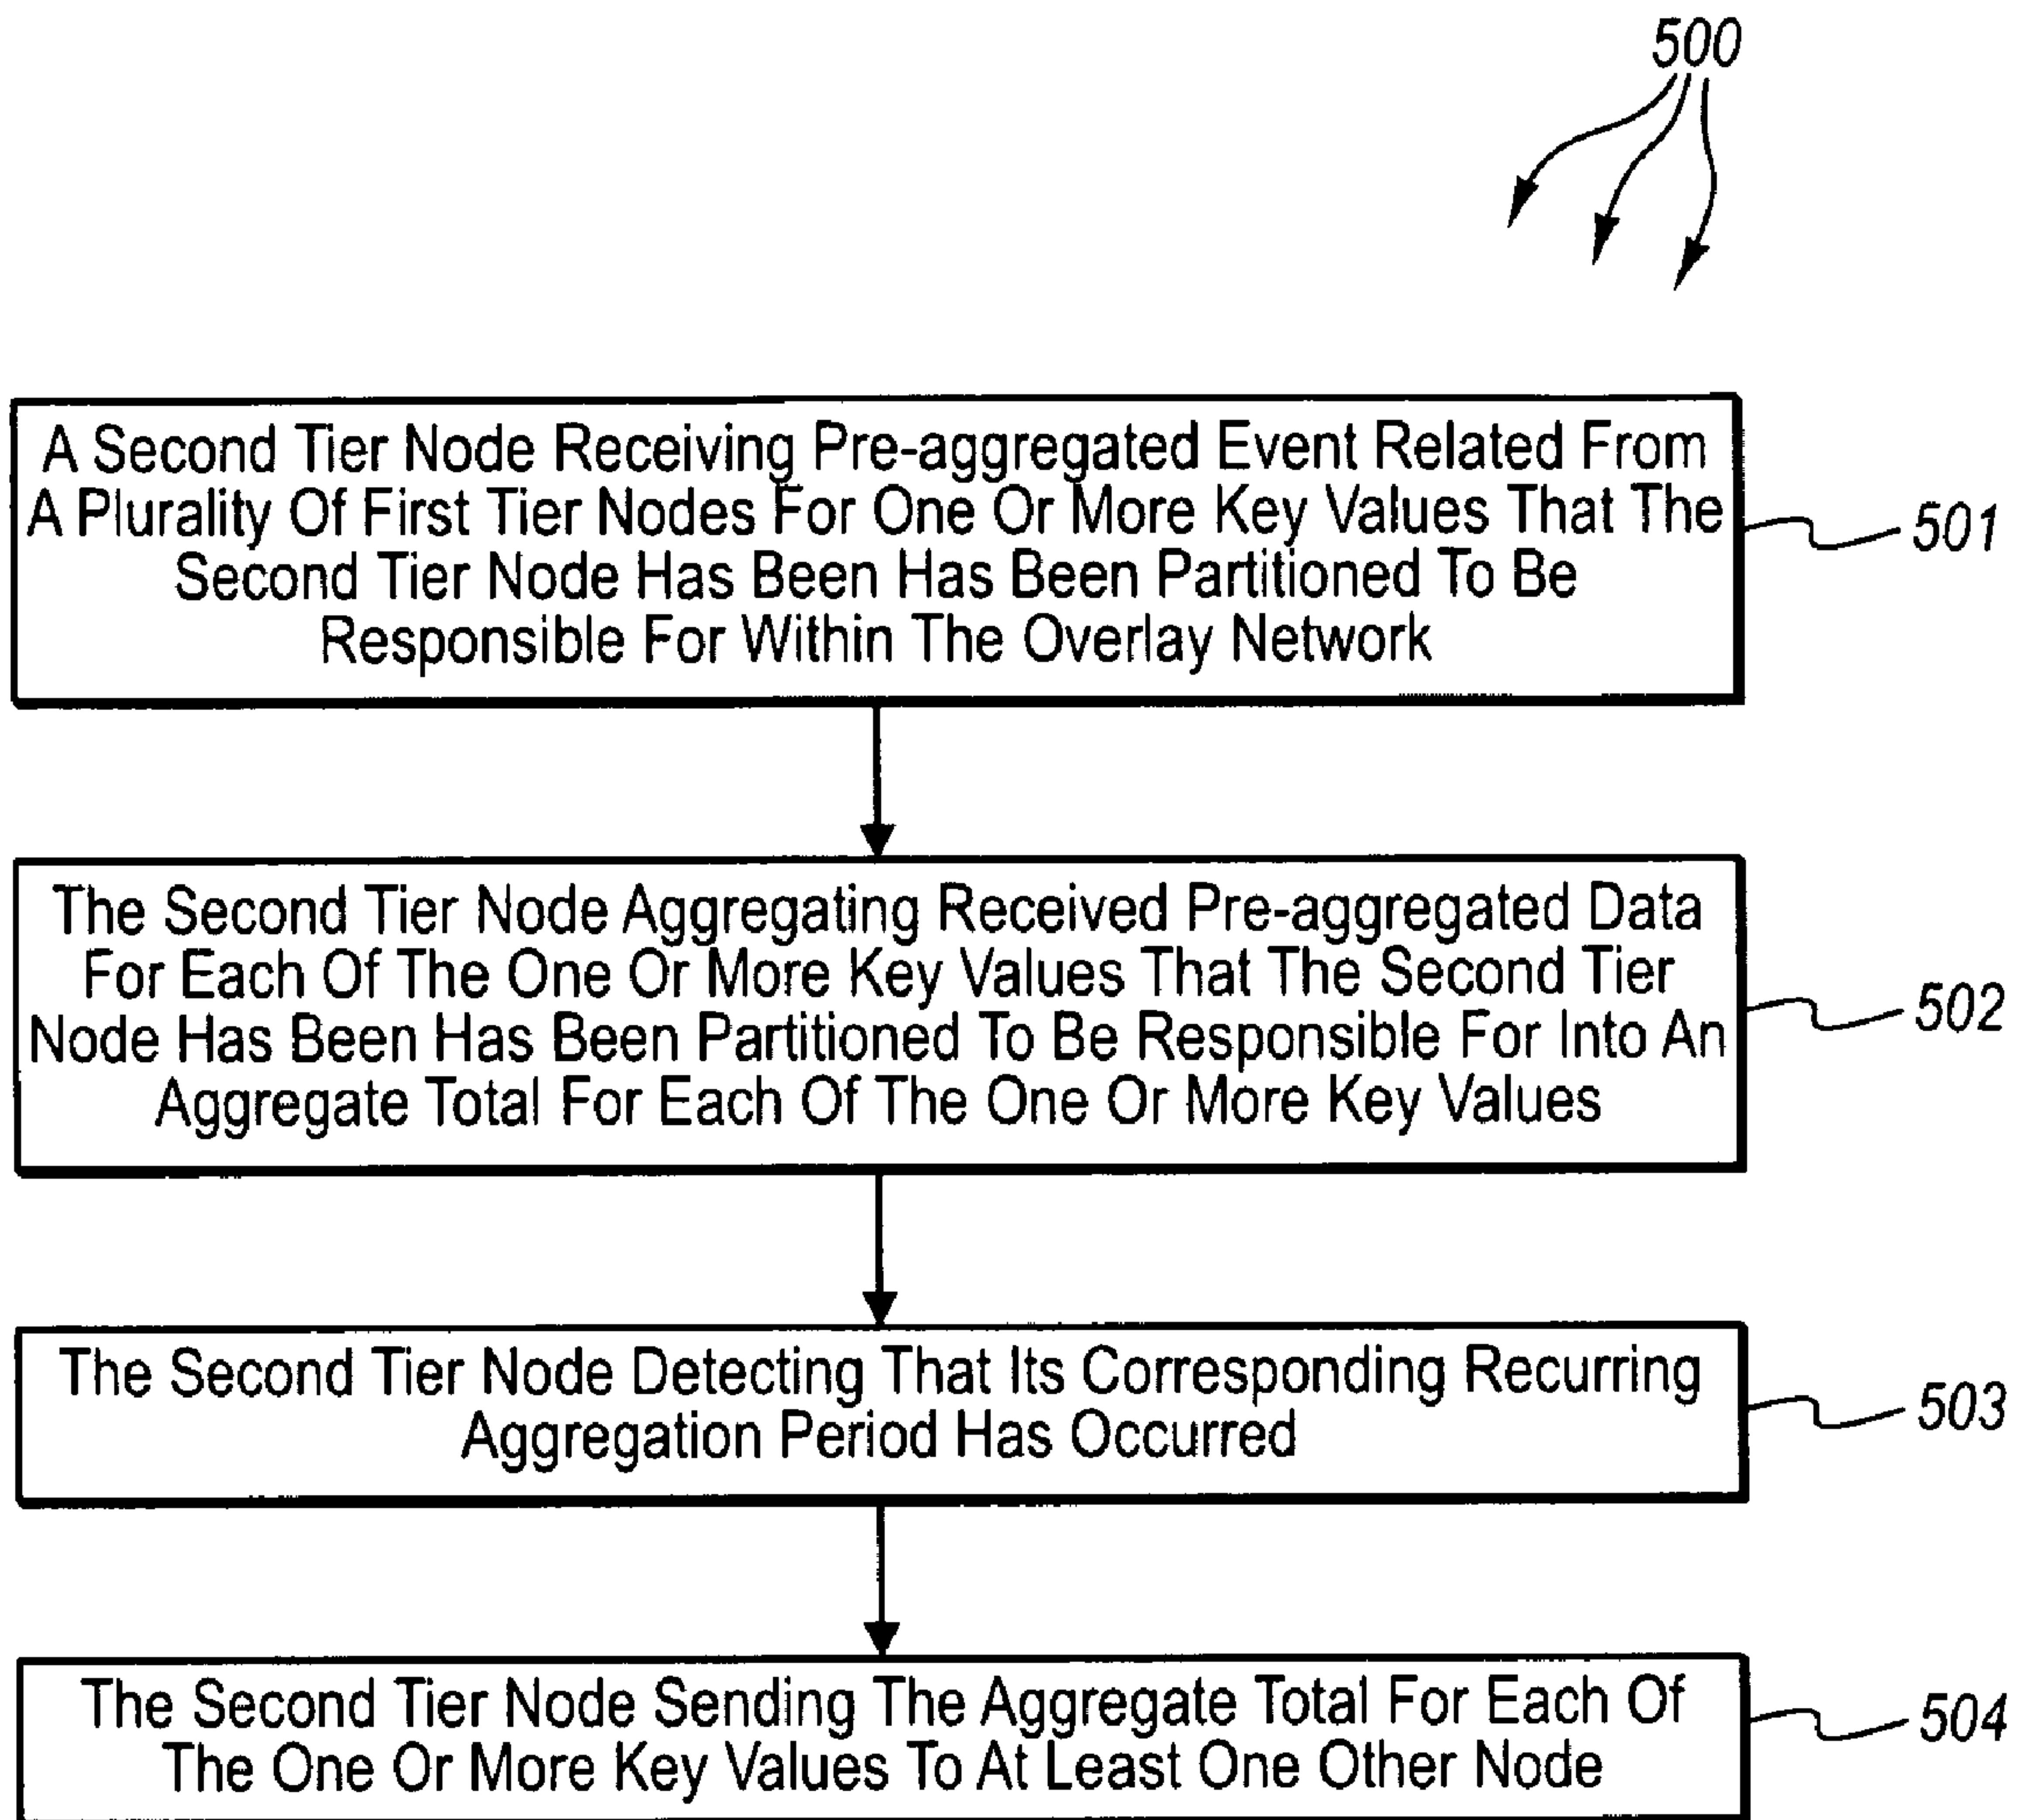 500
A Second Tier Node Receiving Pre-aggregated Event Related From
A Plurality Of First Tier Nodes For One Or More Key Values That The
Second Tier Node Has Been Has Been Partitioned To Be
Responsible For Within The Overlay Network
501
The Second Tier Node Aggregating Received Pre-aggregated Data
For Each Of The One Or More Key Values That The Second Tier
Node Has Been Has Been Partitioned To Be Responsible For Into An
Aggregate Total For Each Of The One Or More Key Values
502
The Second Tier Node Detecting That Its Corresponding Recurring
Aggregation Period Has Occurred
503
The Second Tier Node Sending The Aggregate Total For Each Of
The One Or More Key Values To At Least One Other Node
504